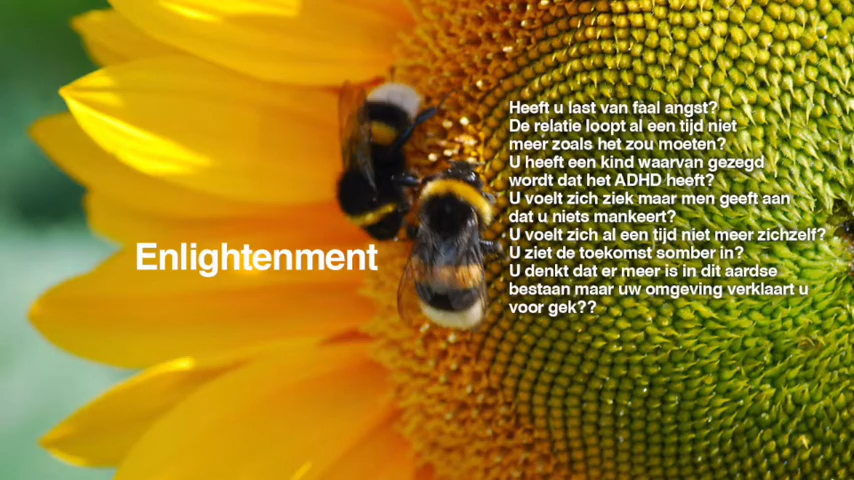 Enlightenment
Heeft u last van faal angst?
De relatie loopt al een tijd niet
meer zoals het zou moeten?
U heeft een kind waarvan gezegd
wordt dat het ADHD heeft?
U voelt zich ziek maar men geeft aan
dat u niets mankeert?
U voelt zich al een tijd niet meer zichzelf?
U ziet de toekomst somber in?
U denkt dat er meer is in dit aardse
bestaan maar uw omgeving verklaart u
voor gek??